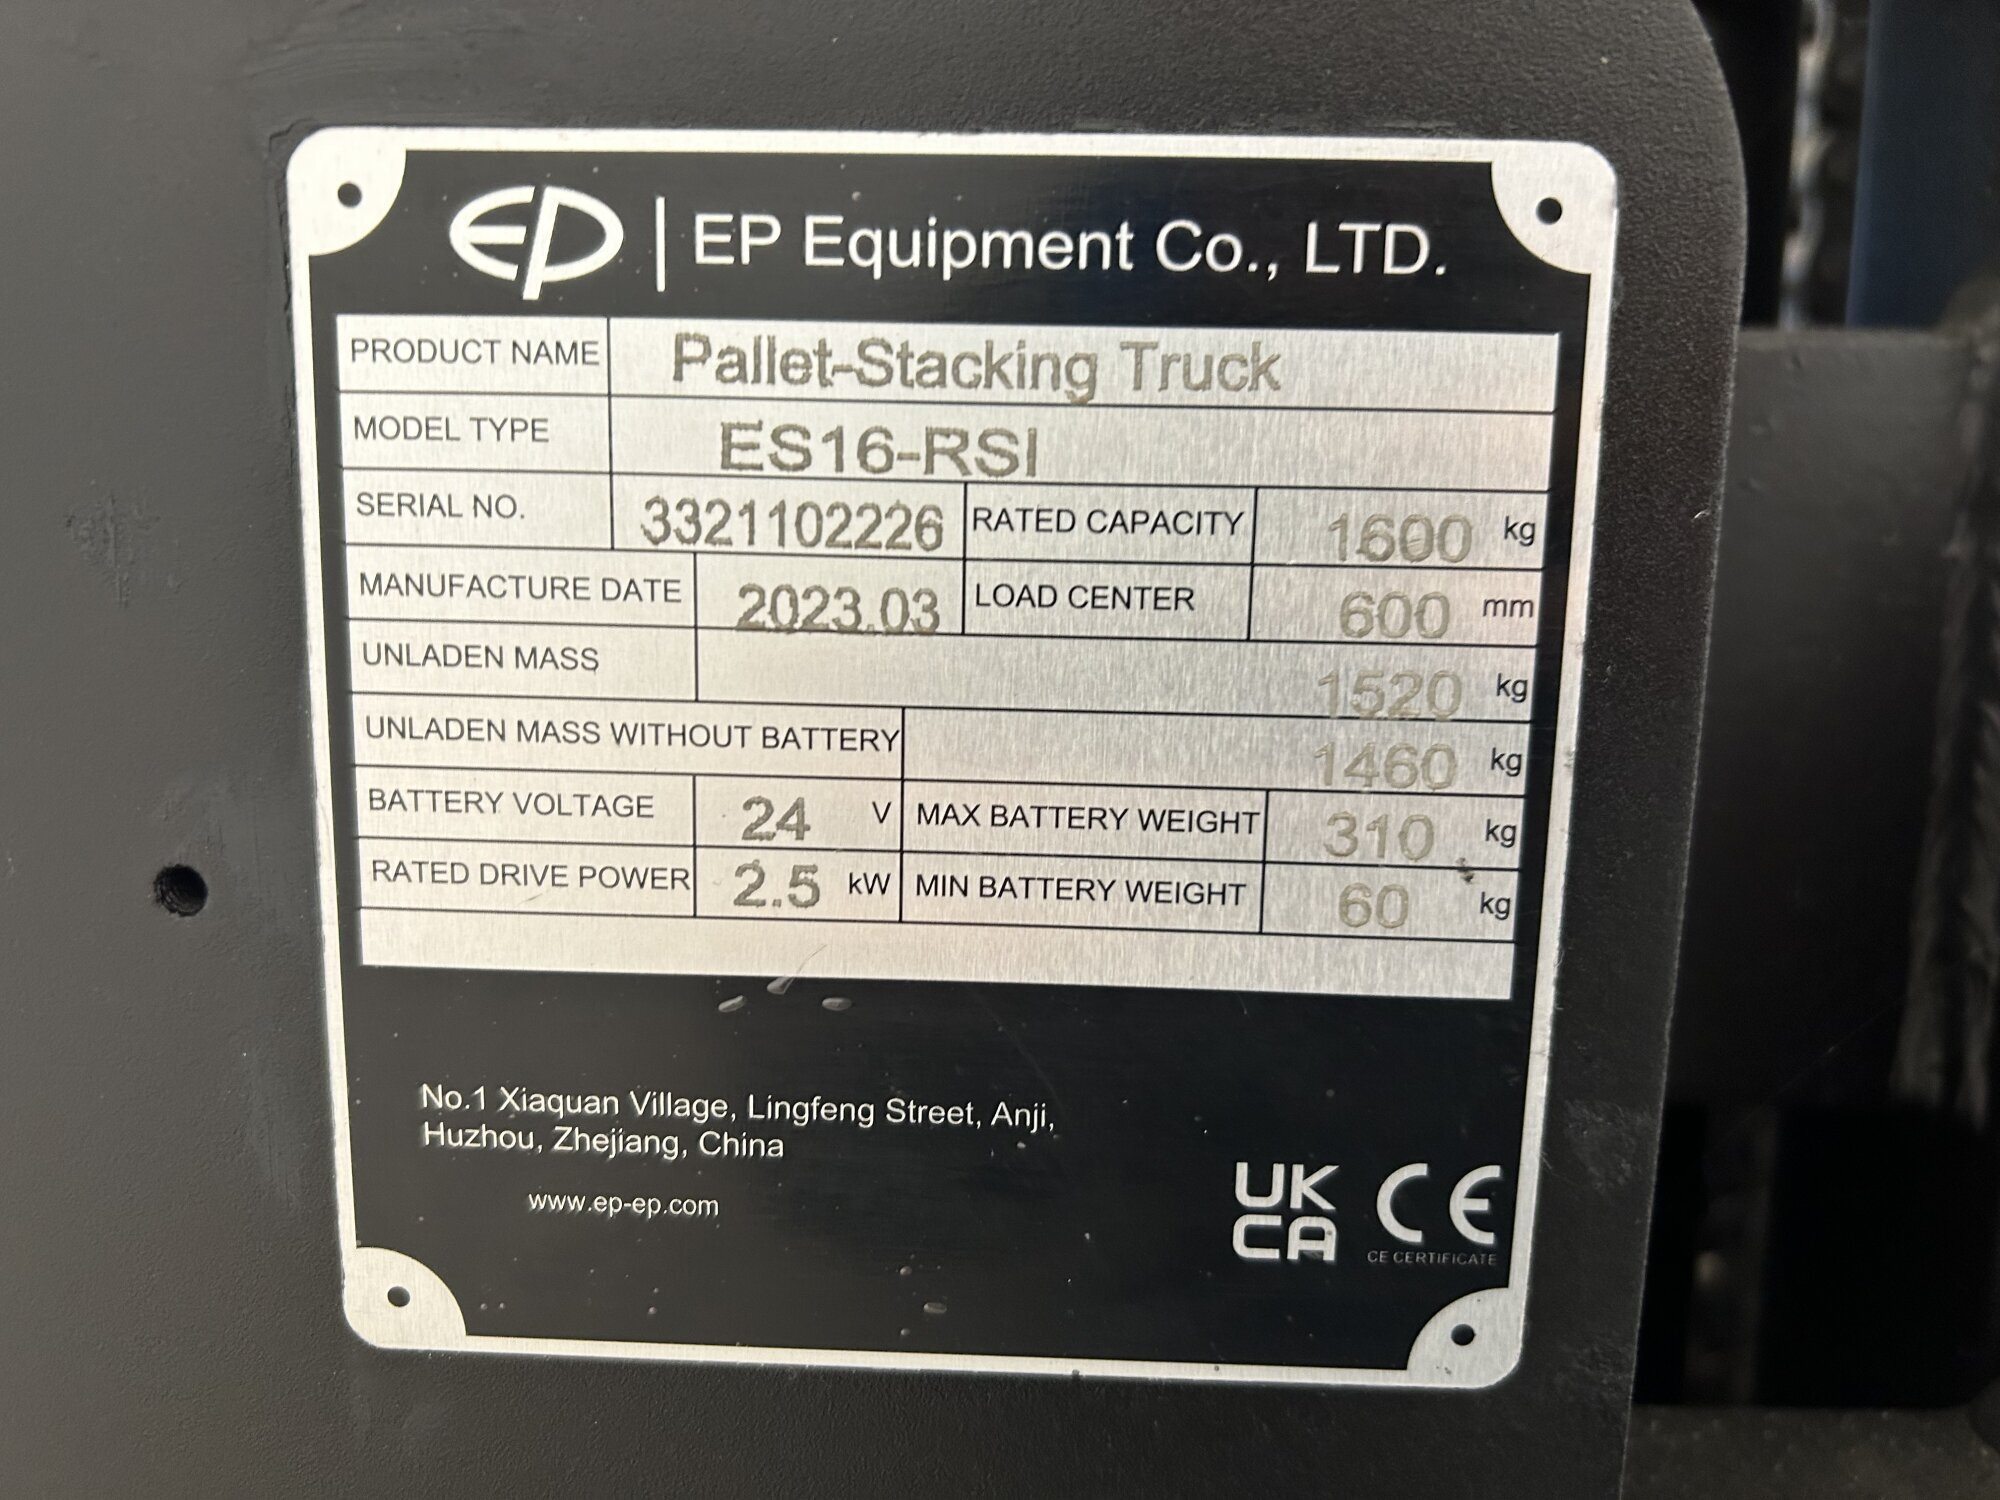 EP | EP Equipment Co., LTD.
PRODUCT NAME Pallet-Stacking Truck
MODEL TYPE ES16-RSI
SERIAL NO. 3321102226 RATED CAPACITY 1600 kg
MANUFACTURE DATE 2023.03 LOAD CENTER 600 mm
UNLADEN MASS 1520 kg
UNLADEN MASS WITHOUT BATTERY 1460 kg
BATTERY VOLTAGE 24 V MAX BATTERY WEIGHT 310 kg
RATED DRIVE POWER 2.5 kW MIN BATTERY WEIGHT 60 kg
No.1 Xiaquan Village, Lingfeng Street, Anji,
Huzhou, Zhejiang, China
www.ep-ep.com
UK
CA
CE
CE CERTIFICATE